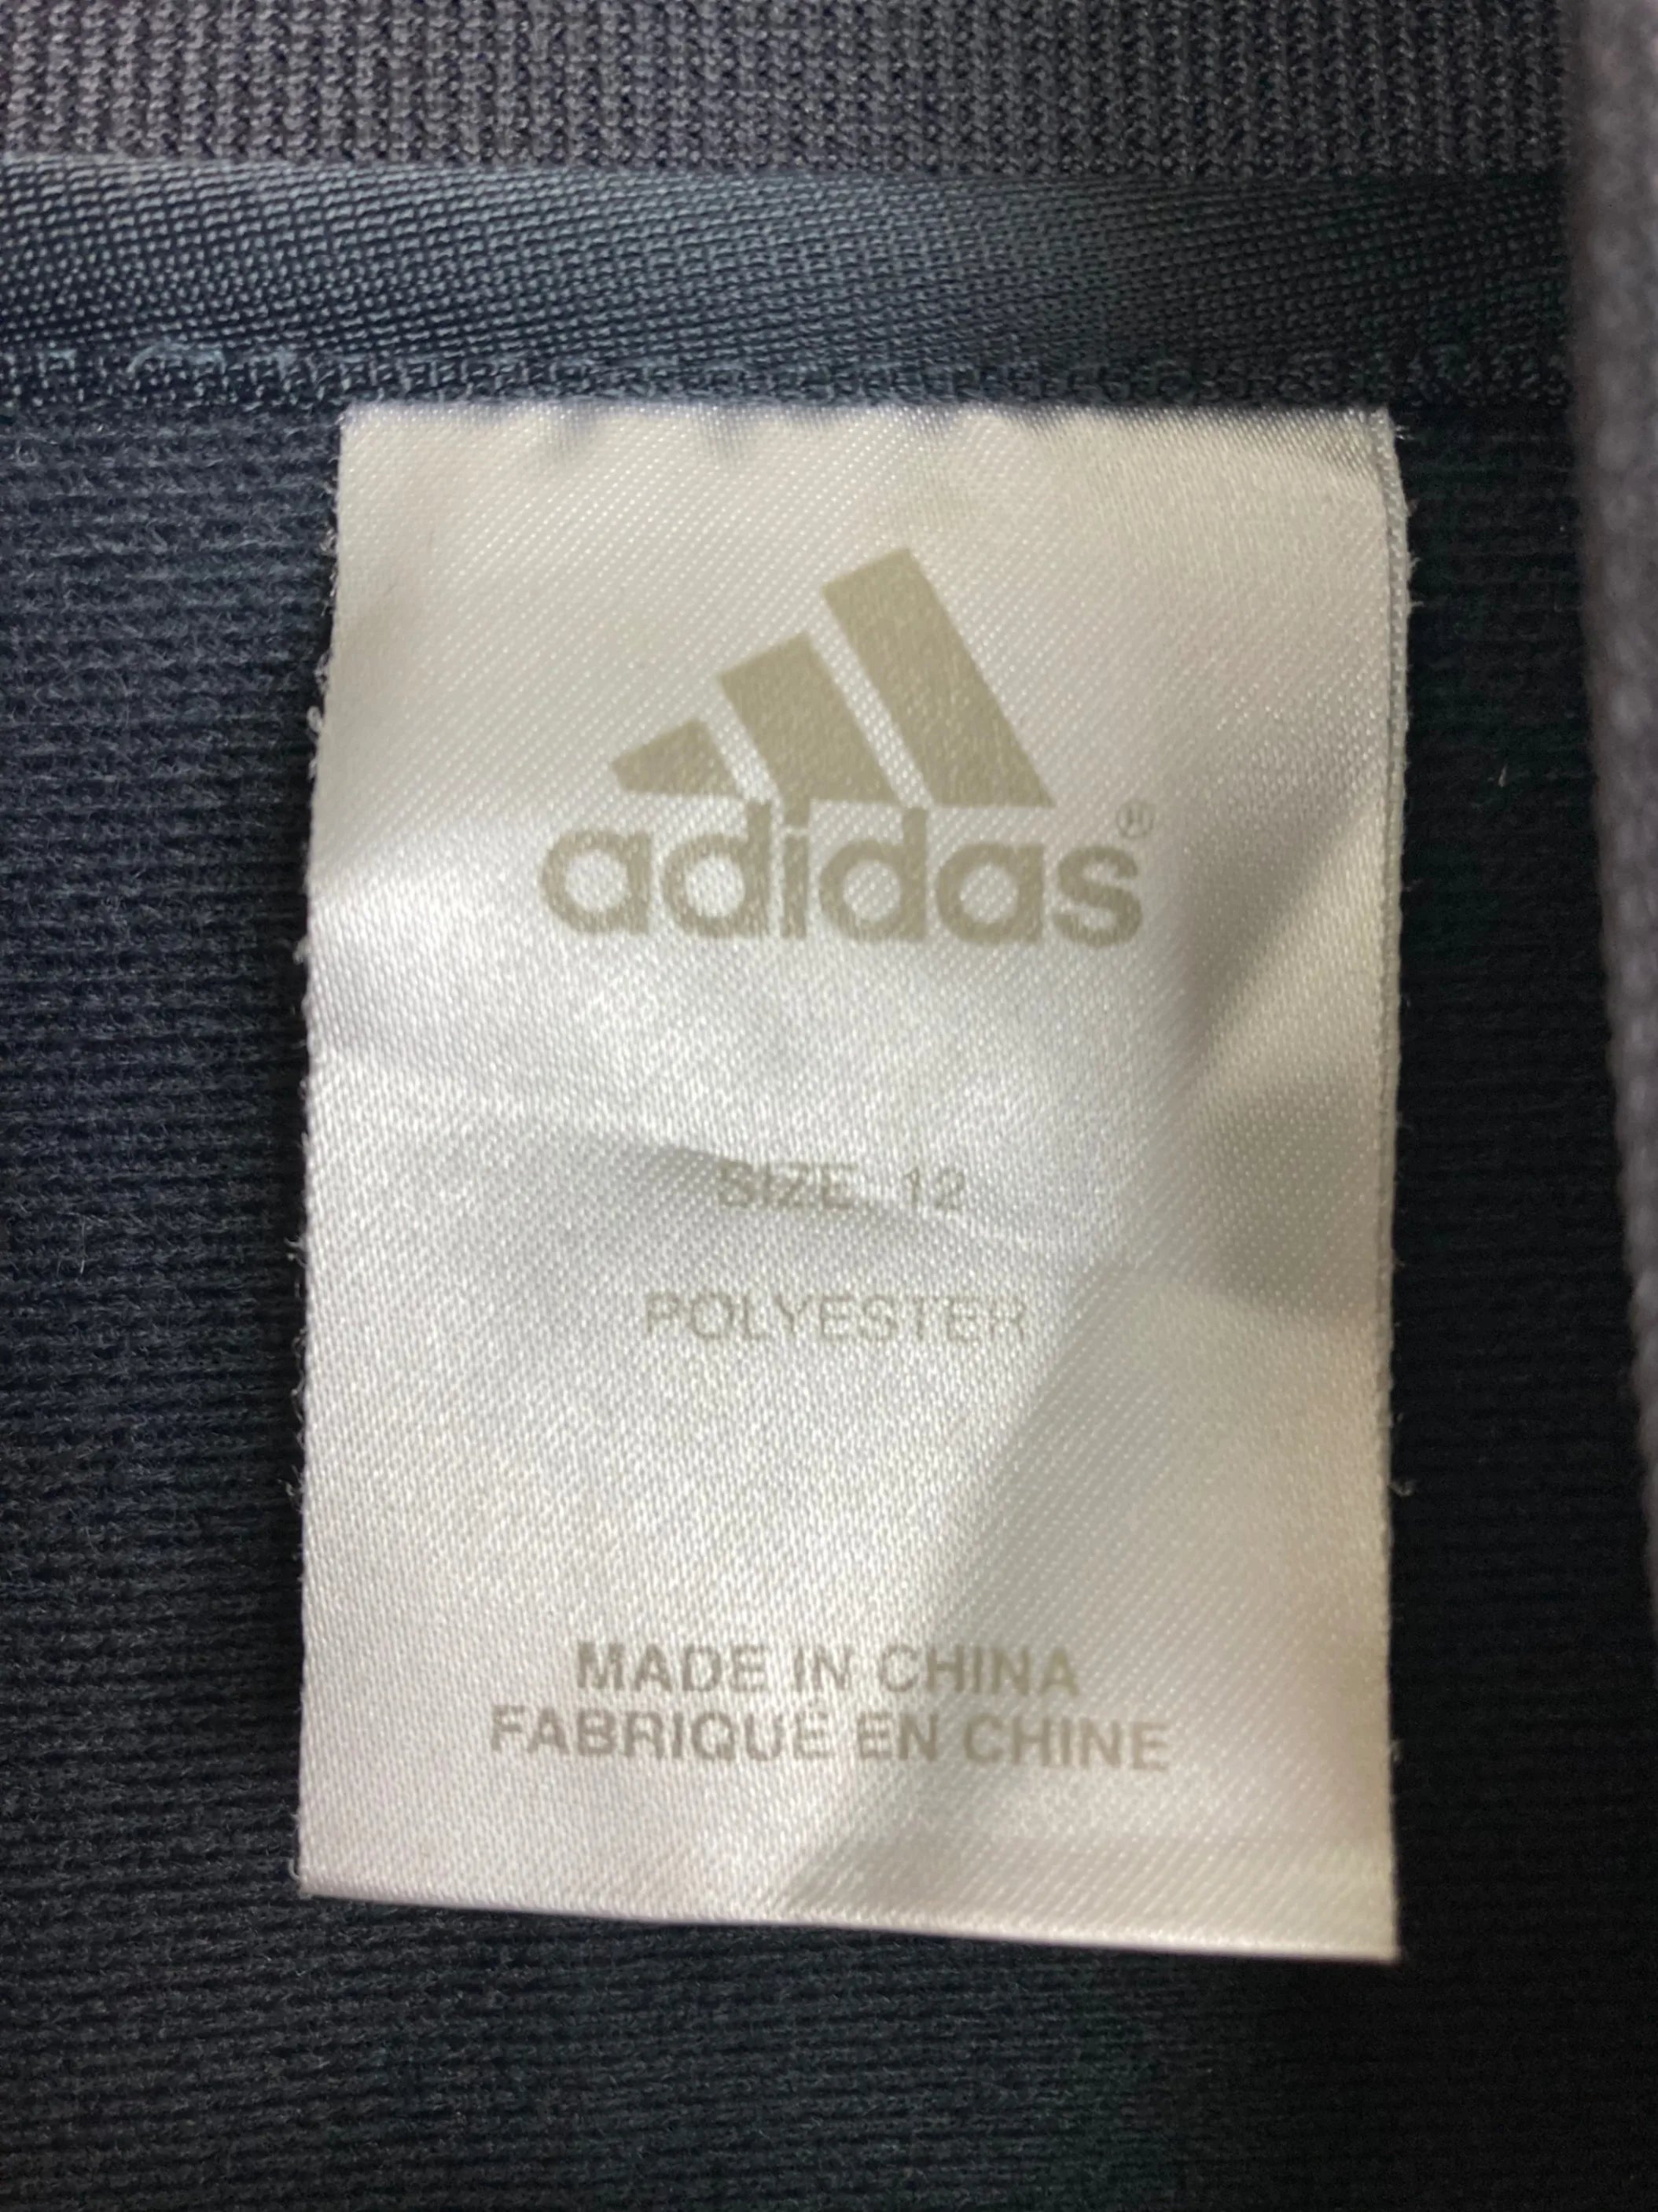 adidas®
SIZE 12
POLYESTER
MADE IN CHINA
FABRIQUÉ EN CHINE